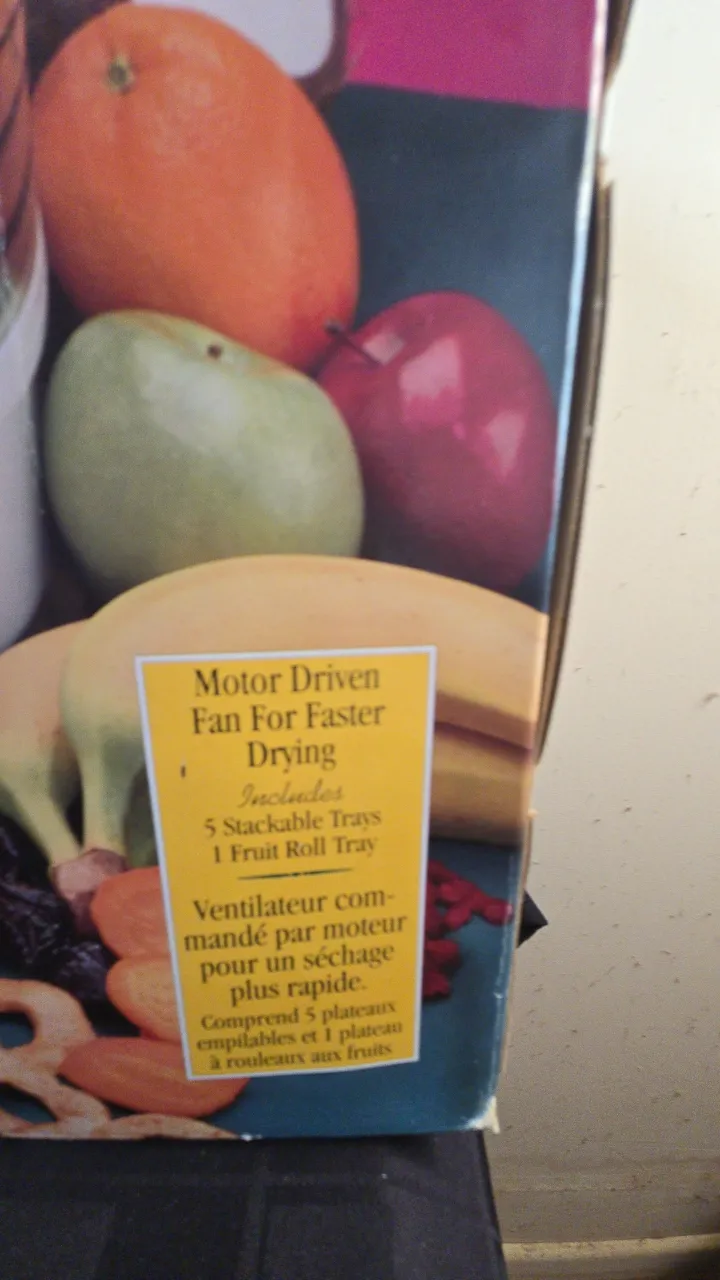 Motor Driven
Fan For Faster
Drying
Includes
5 Stackable Trays
1 Fruit Roll Tray
Ventilateur com-
mandé par moteur
pour un séchage
plus rapide.
Comprend 5 plateaux
empilables et 1 plateau
à rouleaux aux fruits